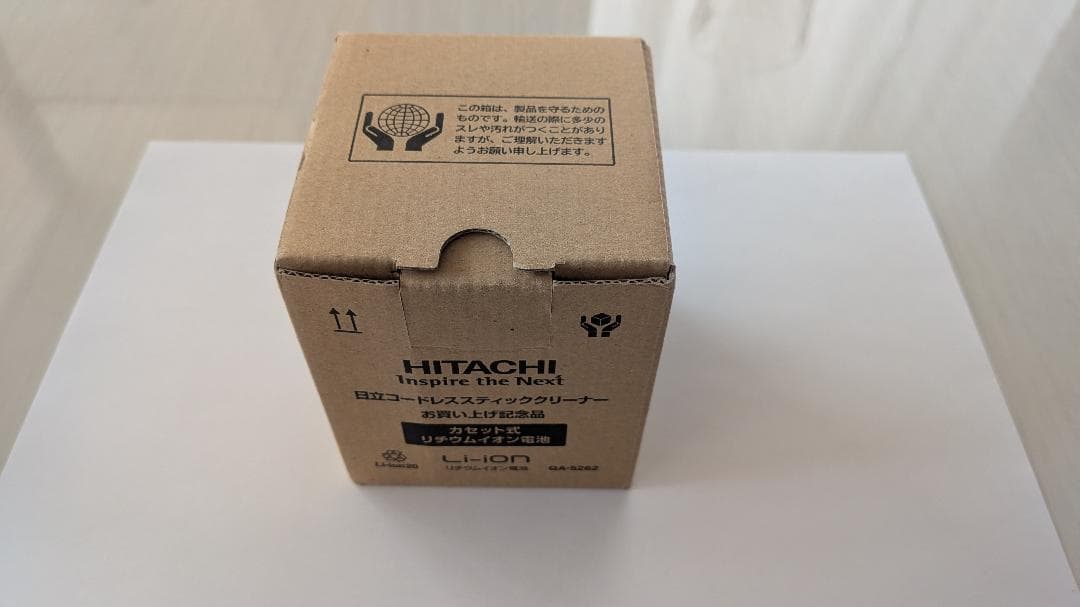 この箱は、製品を守るための
ものです。輸送の際に多少の
スレや汚れがつくことがあり
ますが、ご理解いただきます
ようお願い申し上げます。
HITACHI
Inspire the Next
日立コードレススティッククリーナー
お買い上げ記念品
カセット式
リチウムイオン電池
Li-ion20
Li-ion
リチウムイオン電池
QA-5262